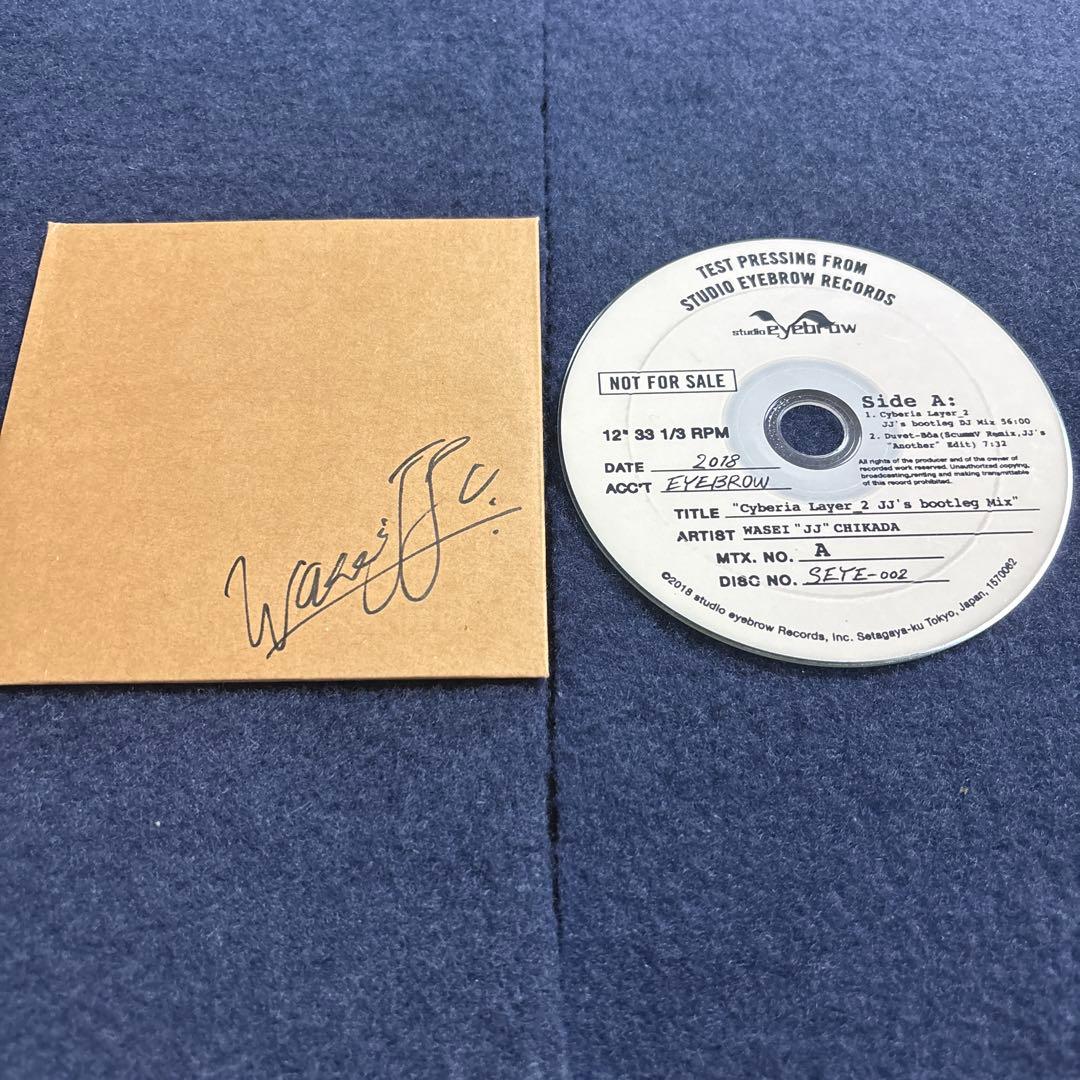 Wasei JJ C.
TEST PRESSING FROM
STUDIO EYEBROW RECORDS
studio eyebrow
NOT FOR SALE
Side A:
1. Cyberia Layer_2
JJ's bootleg DJ Mix 56:00
2. Duvet-Bôa(ScummV Remix,JJ's
"Another" Edit) 7:32
12" 33 1/3 RPM
DATE 2018
ACC'T EYEBROW
All rights of the producer and of the owner of
recorded work reserved. Unauthorized copying,
broadcasting,renting and making transmittable
of this record prohibited.
TITLE "Cyberia Layer_2 JJ's bootleg Mix"
ARTIST WASEI "JJ" CHIKADA
MTX. NO. A
DISC NO. SEYE-002
©2018 studio eyebrow Records, Inc. Setagaya-ku Tokyo, Japan, 1570062